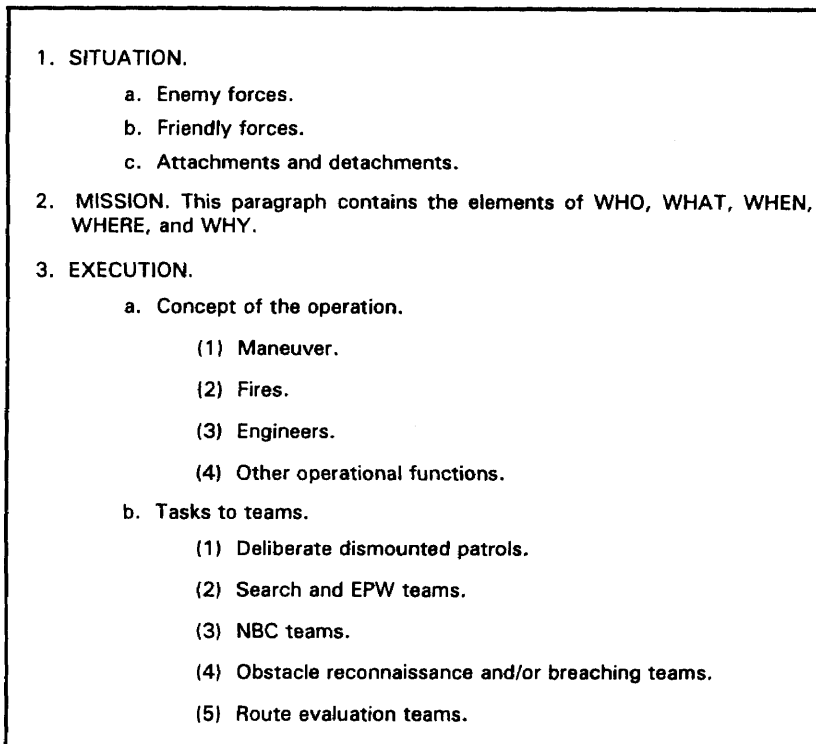 1. SITUATION.
a. Enemy forces.
b. Friendly forces.
c. Attachments and detachments.
2. MISSION. This paragraph contains the elements of WHO, WHAT, WHEN,
WHERE, and WHY.
3. EXECUTION.
a. Concept of the operation.
(1) Maneuver.
(2) Fires.
(3) Engineers.
(4) Other operational functions.
b. Tasks to teams.
(1) Deliberate dismounted patrols.
(2) Search and EPW teams.
(3) NBC teams.
(4) Obstacle reconnaissance and/or breaching teams.
(5) Route evaluation teams.